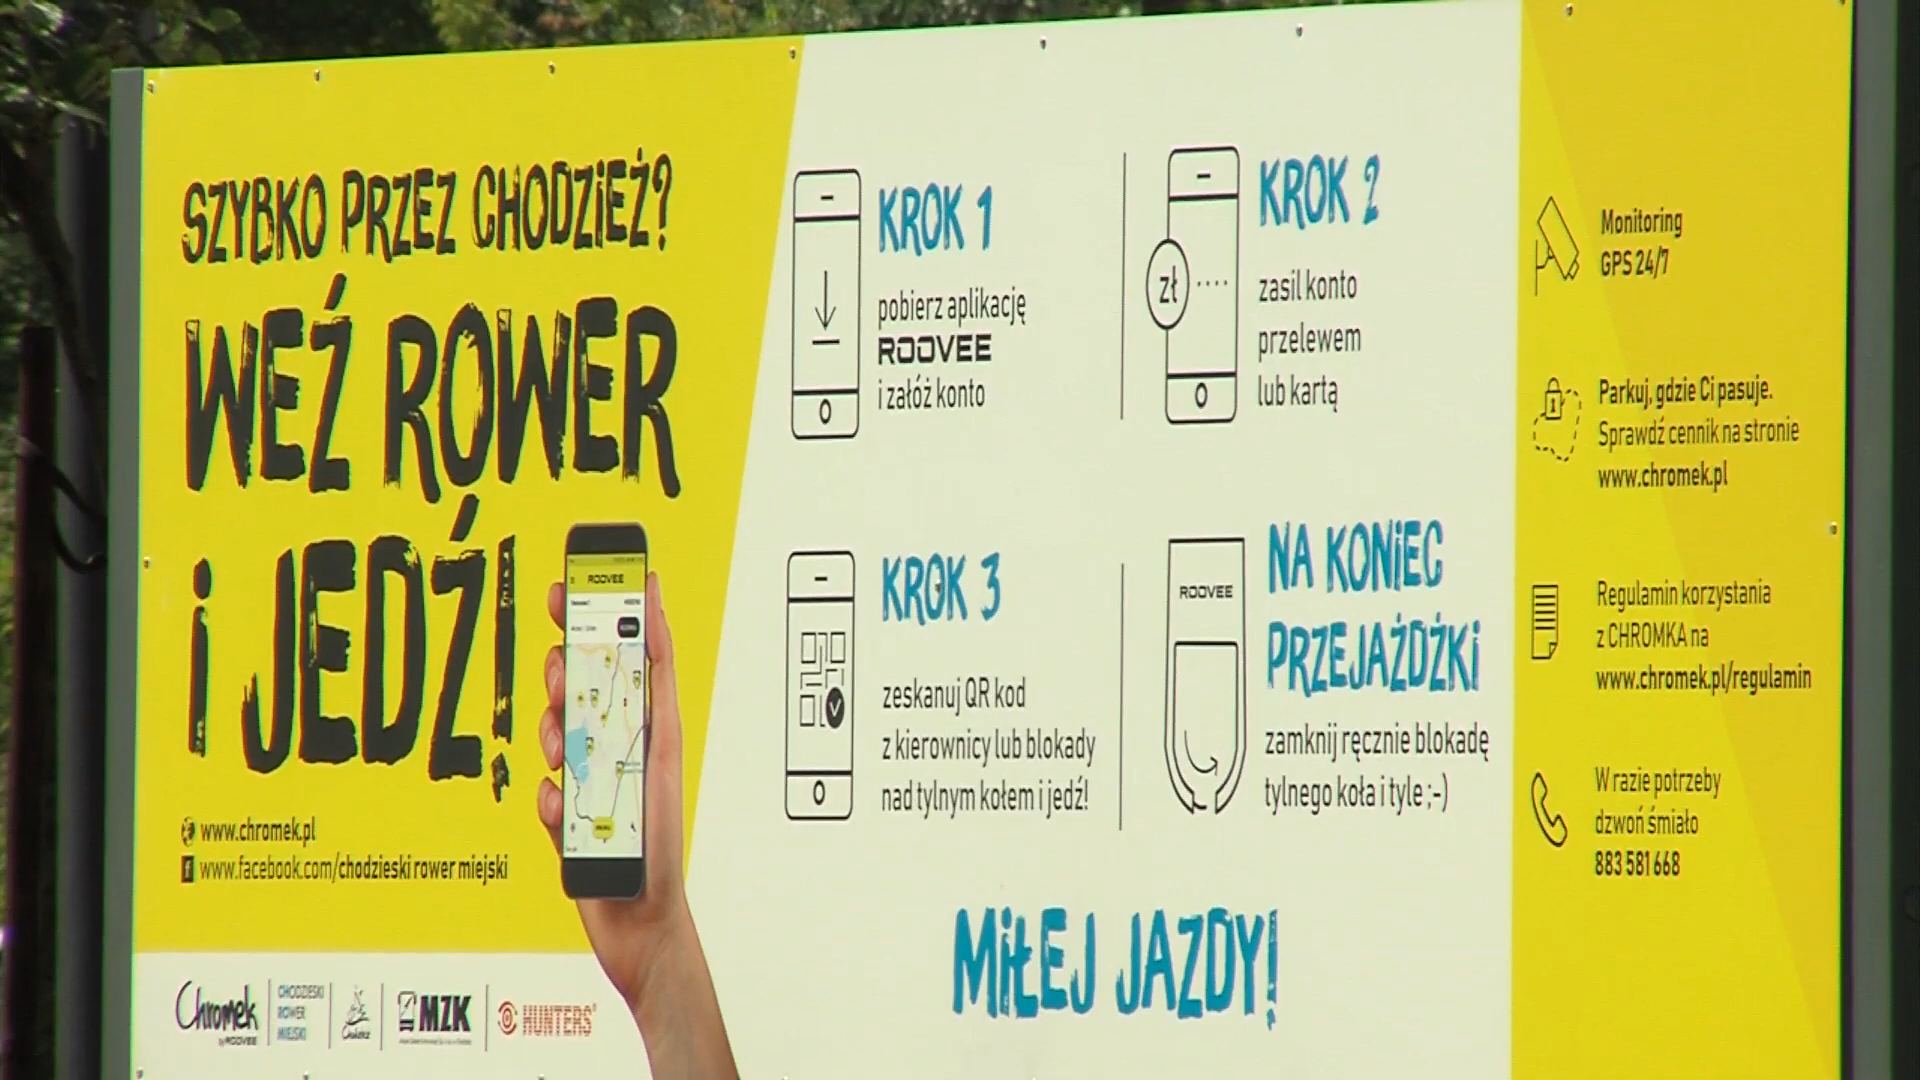 SZYBKO PRZEZ CHODZIEŻ?
WEŹ ROWER
i JEDŹ!
www.chromek.pl
www.facebook.com/chodzieski rower miejski
ROOVEE
Chromek
by ROOVEE
CHODZIESKI
ROWER
MIEJSKI
MZK
HUNTERS
KROK 1
pobierz aplikację
ROOVEE
i załóż konto
KROK 2
zł
zasil konto
przelewem
lub kartą
KROK 3
zeskanuj QR kod
z kierownicy lub blokady
nad tylnym kołem i jedź!
ROOVEE
NA KONIEC
PRZEJAŻDŻKi
zamknij ręcznie blokadę
tylnego koła i tyle ;-)
MiŁEJ JAZDY!
Monitoring
GPS 24/7
Parkuj, gdzie Ci pasuje.
Sprawdź cennik na stronie
www.chromek.pl
Regulamin korzystania
z CHROMKA na
www.chromek.pl/regulamin
W razie potrzeby
dzwoń śmiało
883 581 668